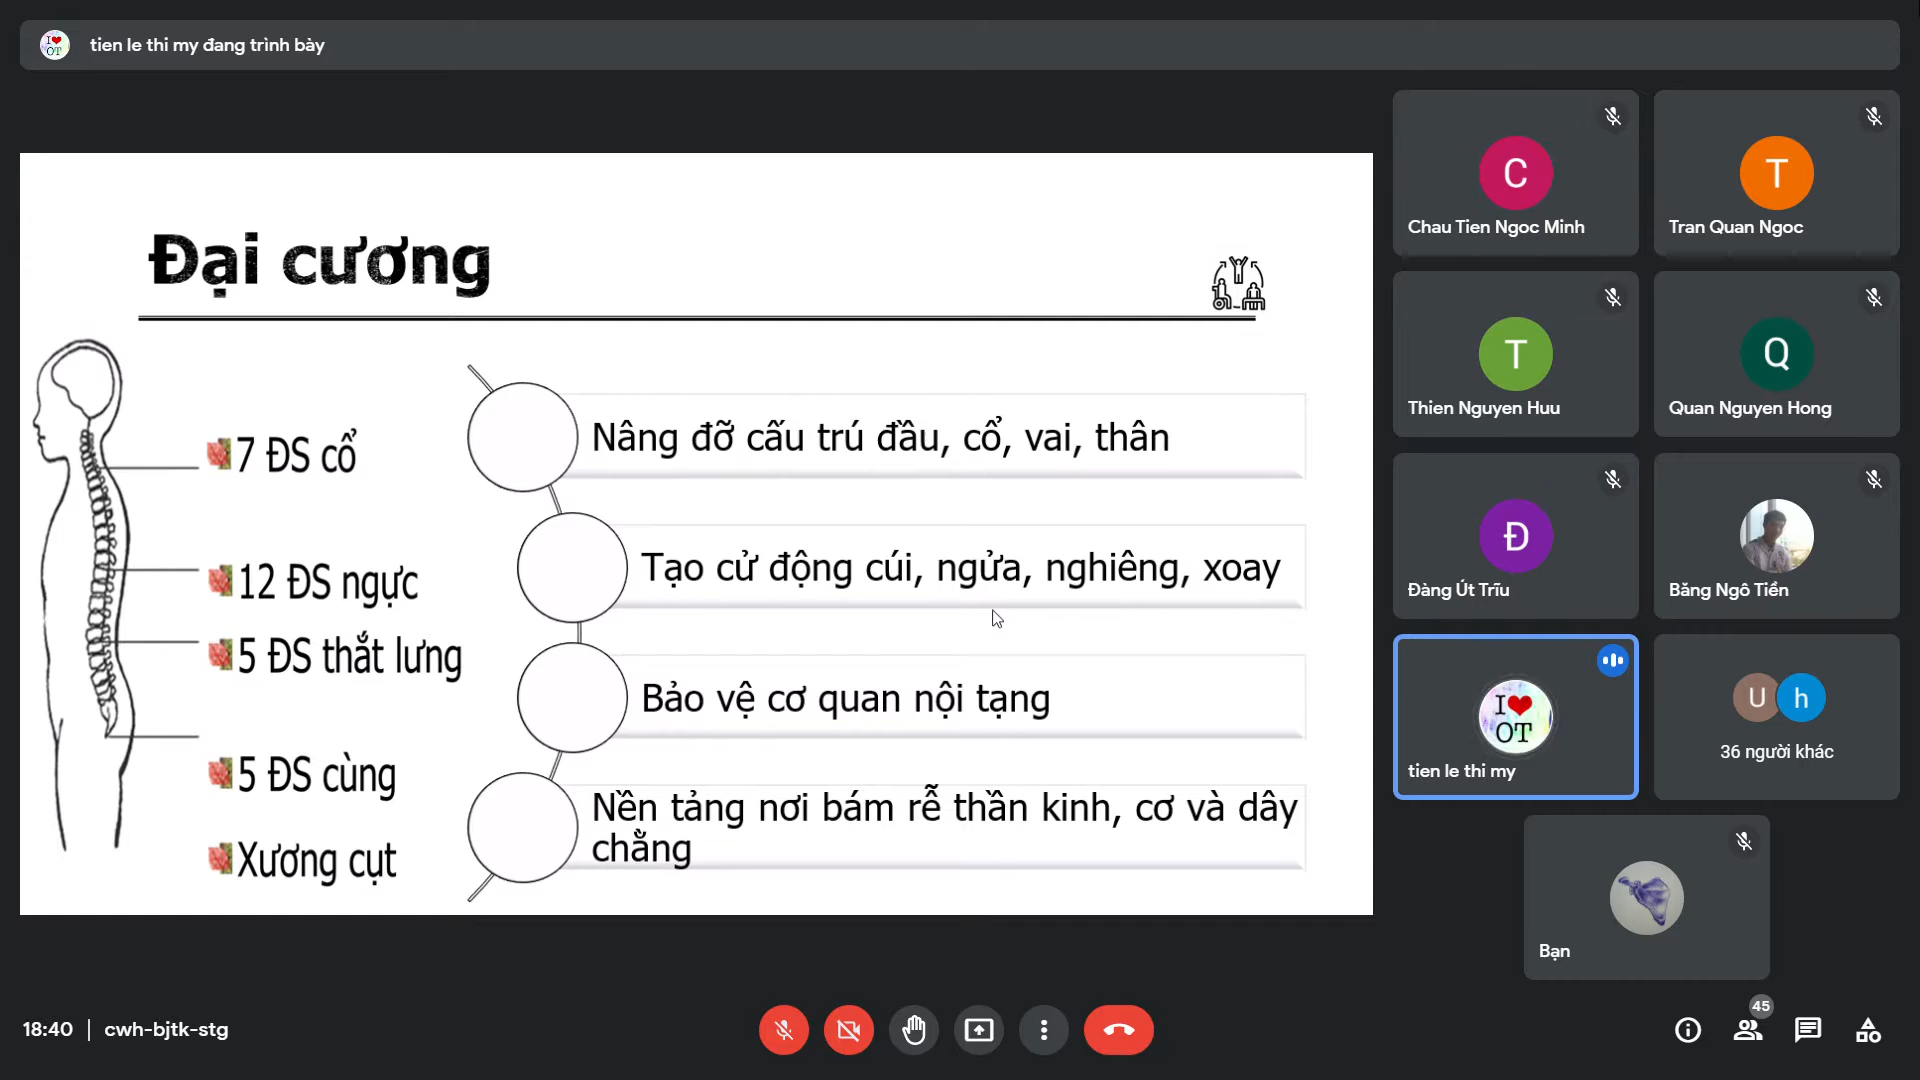 I ❤ OT
tien le thi my đang trình bày
Đại cương
7 ĐS cổ
12 ĐS ngực
5 ĐS thắt lưng
5 ĐS cùng
Xương cụt
Nâng đỡ cấu trú đầu, cổ, vai, thân
Tạo cử động cúi, ngửa, nghiêng, xoay
Bảo vệ cơ quan nội tạng
Nền tảng nơi bám rễ thần kinh, cơ và dây
chằng
C
Chau Tien Ngoc Minh
T
Tran Quan Ngoc
T
Thien Nguyen Huu
Q
Quan Nguyen Hong
Đ
Đàng Út Trĩu
Băng Ngô Tiền
I ❤
OT
tien le thi my
U h
36 người khác
Bạn
18:40 | cwh-bjtk-stg
45